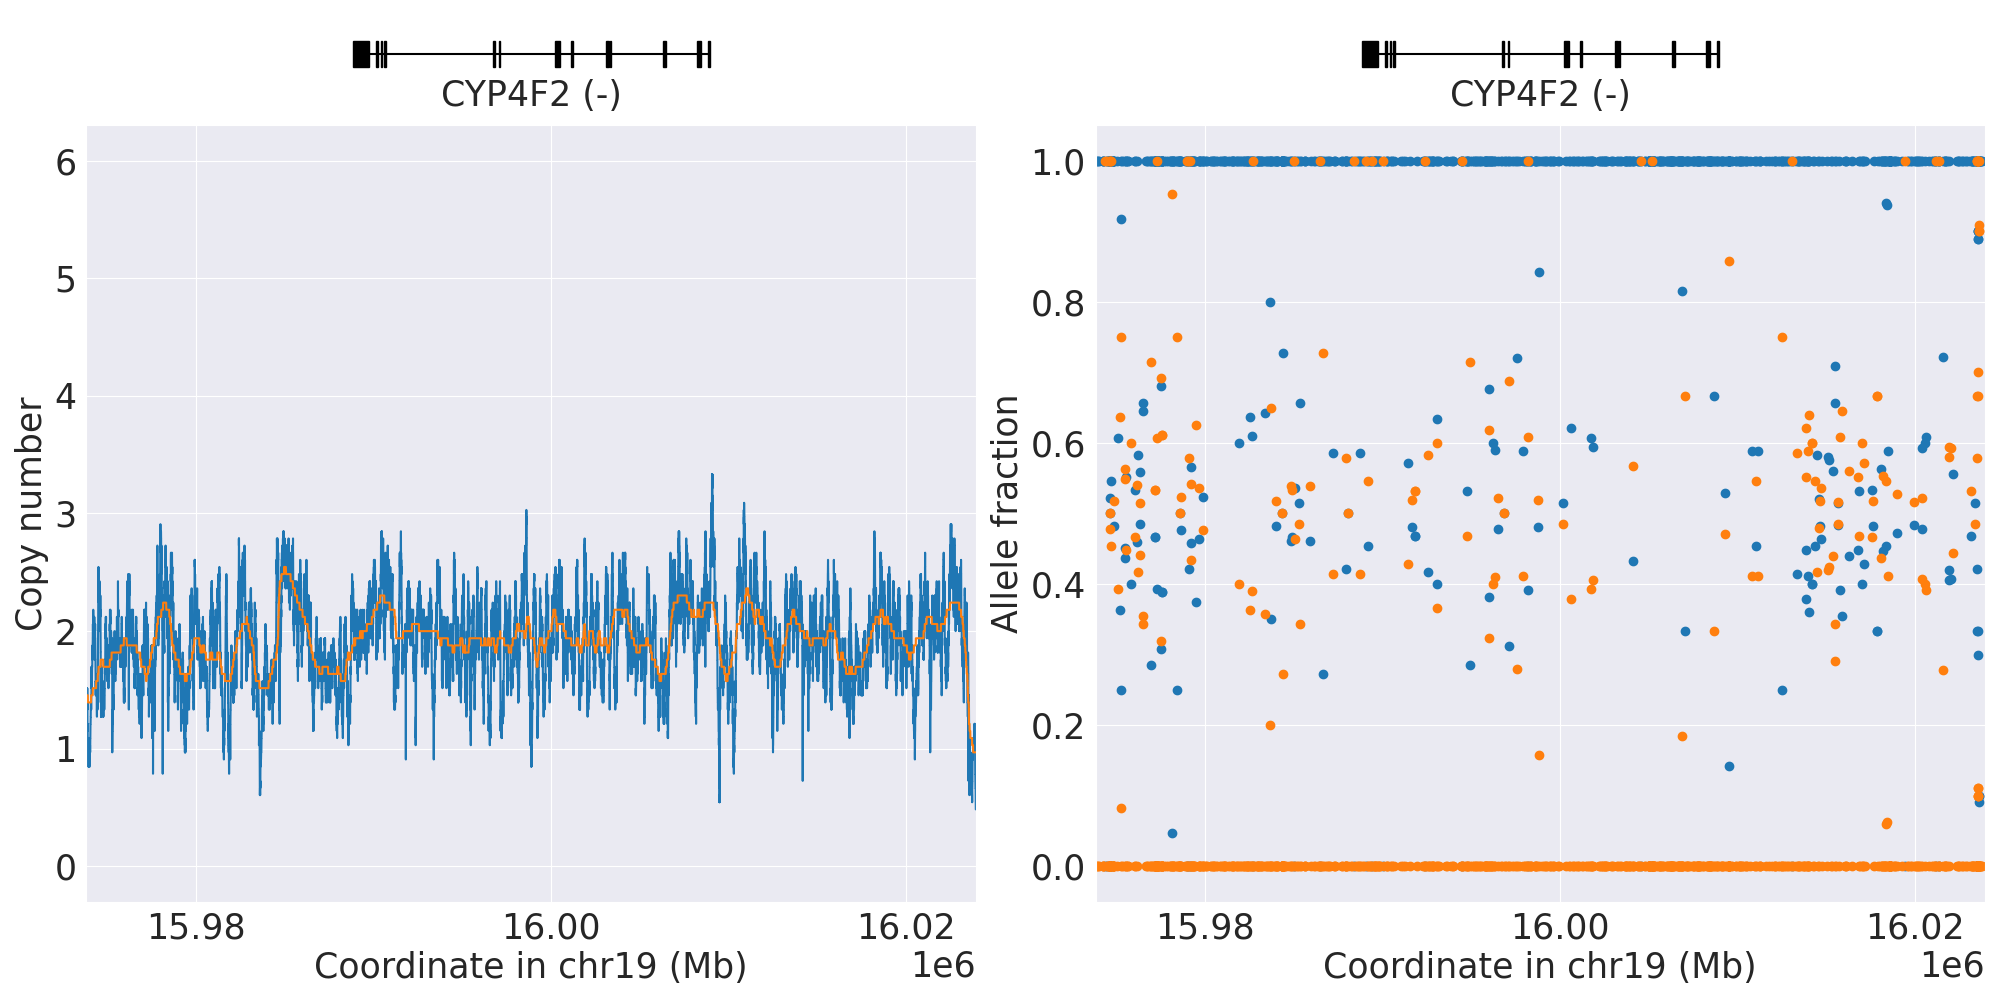 CYP4F2 (-)
6
5
4
3
2
1
0
Copy number
15.98 16.00 16.02
Coordinate in chr19 (Mb)
1e6
CYP4F2 (-)
1.0
0.8
0.6
0.4
0.2
0.0
Allele fraction
15.98 16.00 16.02
Coordinate in chr19 (Mb)
1e6